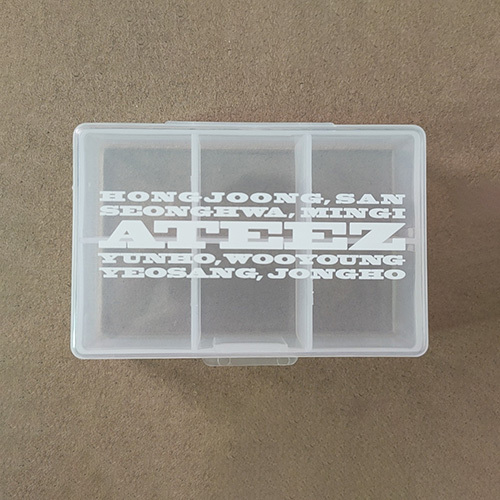 HONGJOONG, SAN
SEONGHWA, MINGI
ATEEZ
YUNHO, WOOYOUNG
YEOSANG, JONGHO